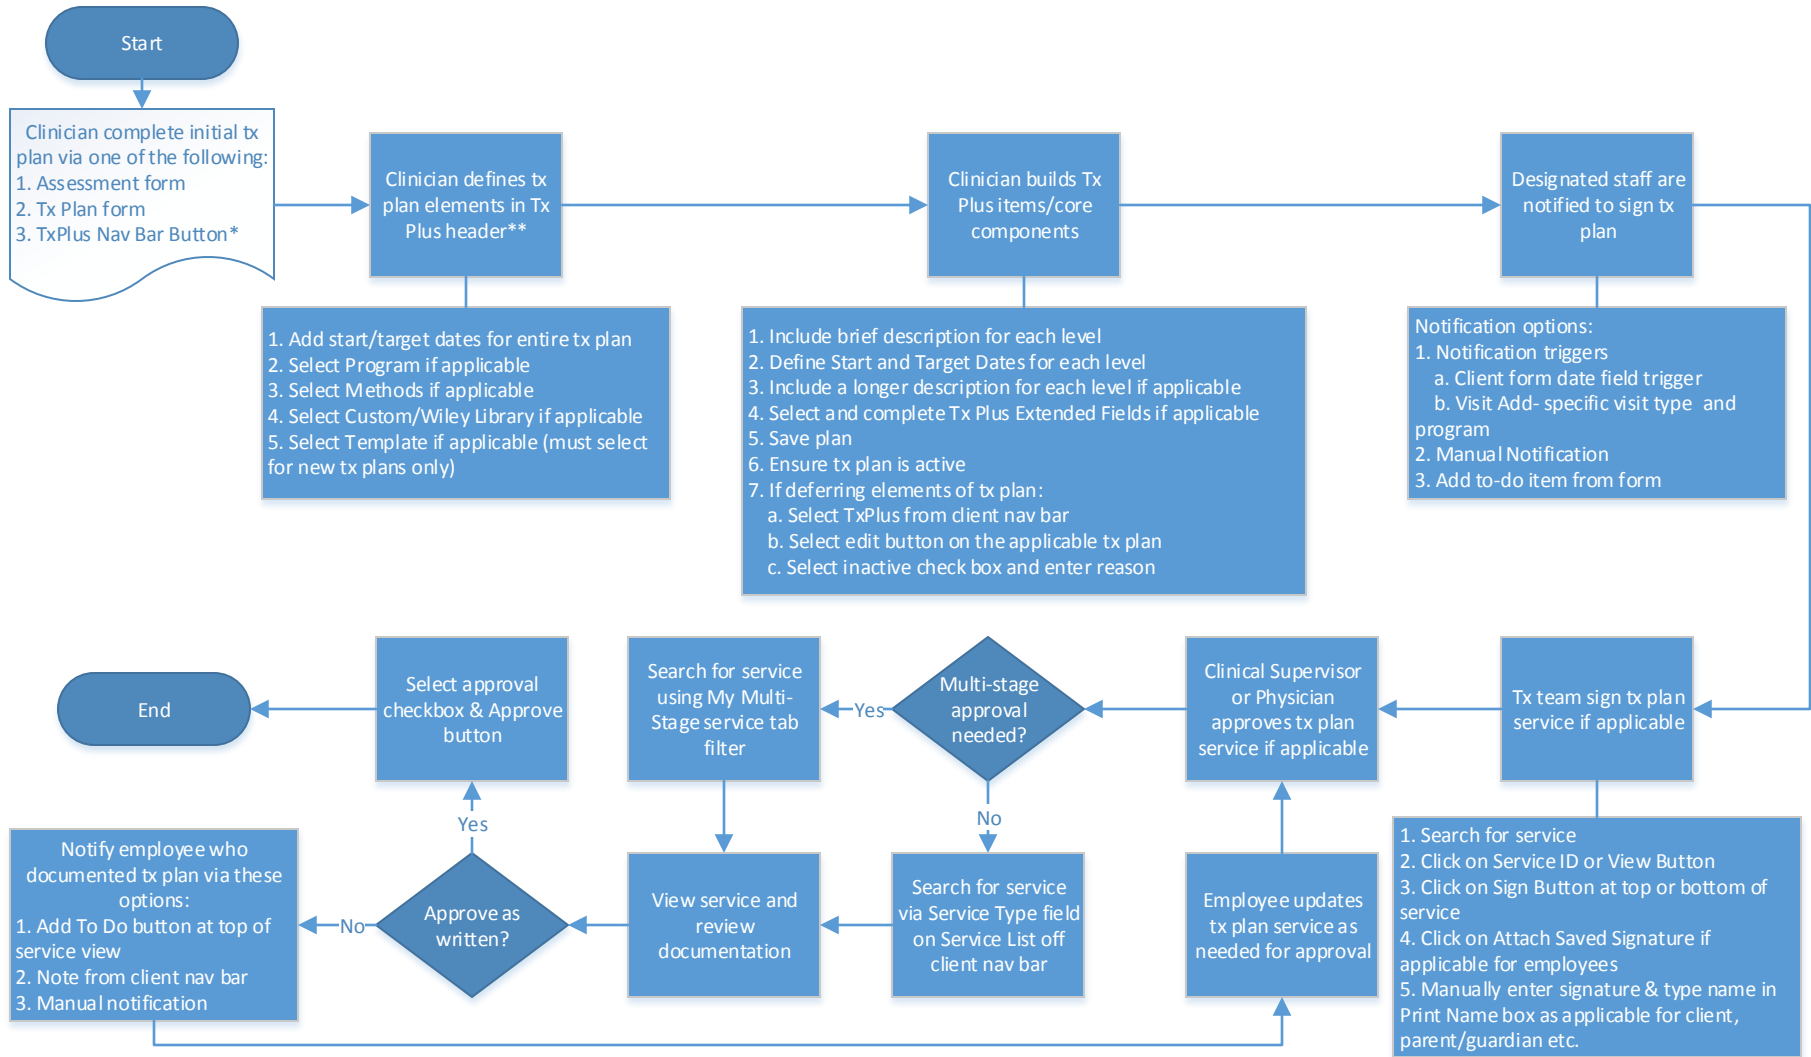 Start
Clinician complete initial tx
plan via one of the following:
1. Assessment form
2. Tx Plan form
3. TxPlus Nav Bar Button*
Clinician defines tx
plan elements in Tx
Plus header**
Clinician builds Tx
Plus items/core
components
Designated staff are
notified to sign tx
plan
1. Add start/target dates for entire tx plan
2. Select Program if applicable
3. Select Methods if applicable
4. Select Custom/Wiley Library if applicable
5. Select Template if applicable (must select
for new tx plans only)
1. Include brief description for each level
2. Define Start and Target Dates for each level
3. Include a longer description for each level if applicable
4. Select and complete Tx Plus Extended Fields if applicable
5. Save plan
6. Ensure tx plan is active
7. If deferring elements of tx plan:
a. Select TxPlus from client nav bar
b. Select edit button on the applicable tx plan
c. Select inactive check box and enter reason
Notification options:
1. Notification triggers
a. Client form date field trigger
b. Visit Add- specific visit type and
program
2. Manual Notification
3. Add to-do item from form
Tx team sign tx plan
service if applicable
1. Search for service
2. Click on Service ID or View Button
3. Click on Sign Button at top or bottom of
service
4. Click on Attach Saved Signature if
applicable for employees
5. Manually enter signature & type name in
Print Name box as applicable for client,
parent/guardian etc.
Clinical Supervisor
or Physician
approves tx plan
service if applicable
Multi-stage
approval
needed?
Yes
No
Search for service
using My Multi-
Stage service tab
filter
Search for service
via Service Type field
on Service List off
client nav bar
View service and
review
documentation
Approve as
written?
Yes
No
Select approval
checkbox & Approve
button
End
Notify employee who
documented tx plan via these
options:
1. Add To Do button at top of
service view
2. Note from client nav bar
3. Manual notification
Employee updates
tx plan service as
needed for approval